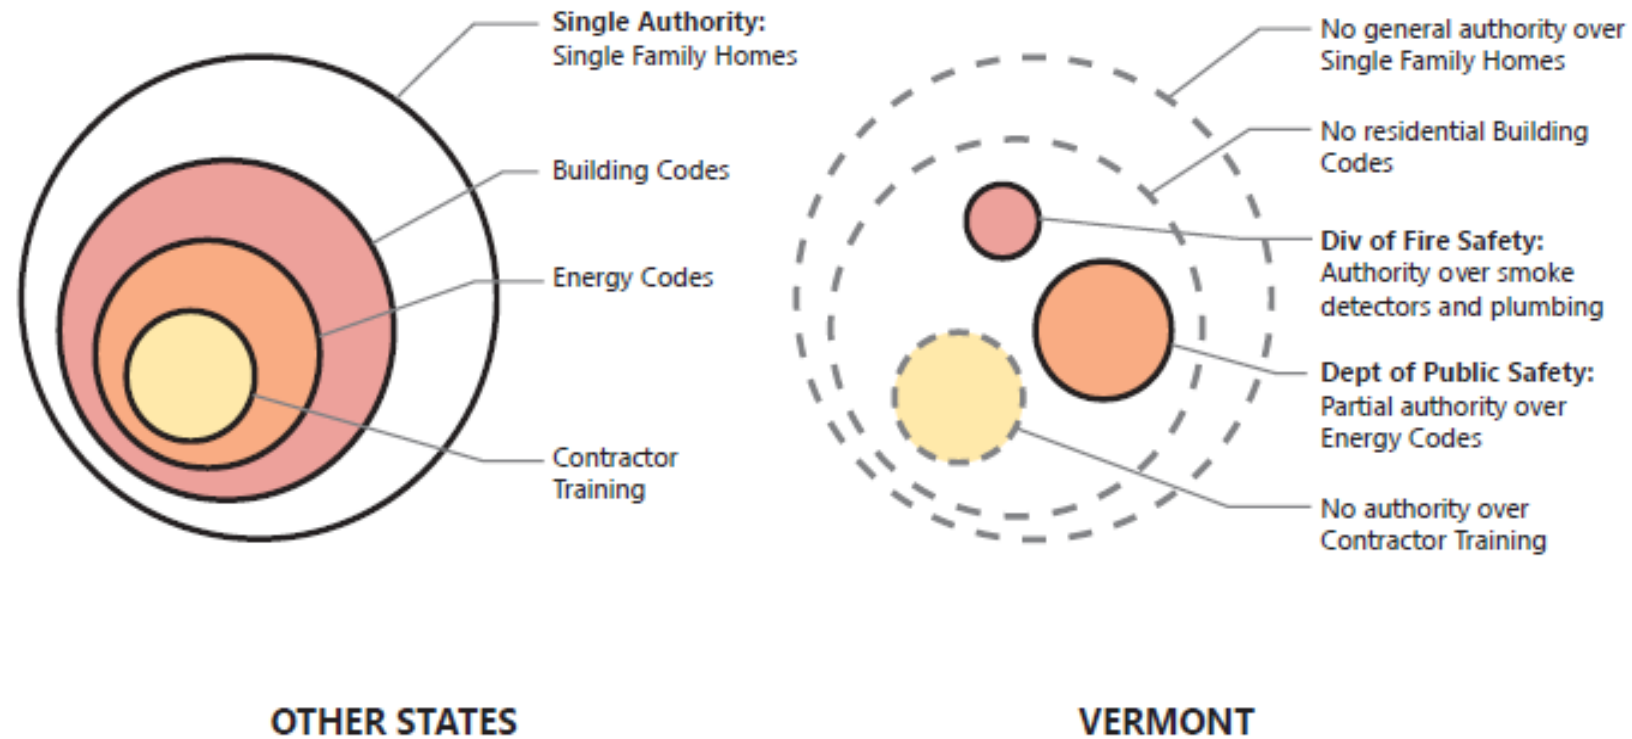 Single Authority:
Single Family Homes
Building Codes
Energy Codes
Contractor
Training
OTHER STATES
No general authority over
Single Family Homes
No residential Building
Codes
Div of Fire Safety:
Authority over smoke
detectors and plumbing
Dept of Public Safety:
Partial authority over
Energy Codes
No authority over
Contractor Training
VERMONT